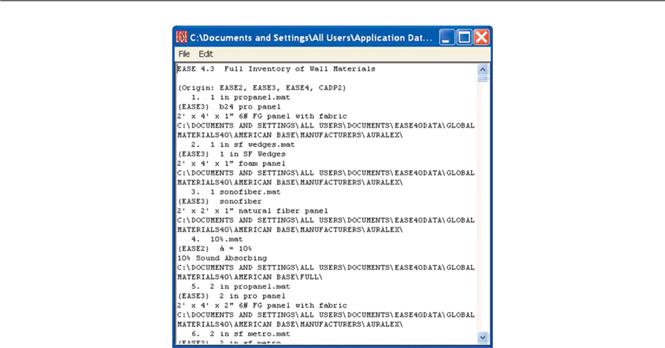 EASE C:\Documents and Settings\All Users\Application Dat...
File Edit
EASE 4.3 Full Inventory of Wall Materials
(Origin: EASE2, EASE3, EASE4, CADP2)
1. 1 in propanel.mat
(EASE3) b24 pro panel
2' x 4' x 1" 6# FG panel with fabric
C:\DOCUMENTS AND SETTINGS\ALL USERS\DOCUMENTS\EASE40DATA\GLOBAL
MATERIALS40\AMERICAN BASE\MANUFACTURERS\AURALEX\
2. 1 in sf wedges.mat
(EASE3) 1 in SF Wedges
2' x 4' x 1" foam panel
C:\DOCUMENTS AND SETTINGS\ALL USERS\DOCUMENTS\EASE40DATA\GLOBAL
MATERIALS40\AMERICAN BASE\MANUFACTURERS\AURALEX\
3. 1 sonofiber.mat
(EASE3) sonofiber
2' x 2' x 1" natural fiber panel
C:\DOCUMENTS AND SETTINGS\ALL USERS\DOCUMENTS\EASE40DATA\GLOBAL
MATERIALS40\AMERICAN BASE\MANUFACTURERS\AURALEX\
4. 10%.mat
(EASE2) à = 10%
10% Sound Absorbing
C:\DOCUMENTS AND SETTINGS\ALL USERS\DOCUMENTS\EASE40DATA\GLOBAL
MATERIALS40\AMERICAN BASE\FULL\
5. 2 in propanel.mat
(EASE3) 2 in pro panel
2' x 4' x 2" 6# FG panel with fabric
C:\DOCUMENTS AND SETTINGS\ALL USERS\DOCUMENTS\EASE40DATA\GLOBAL
MATERIALS40\AMERICAN BASE\MANUFACTURERS\AURALEX\
6. 2 in sf metro.mat
(EASE3) 2 in sf metro